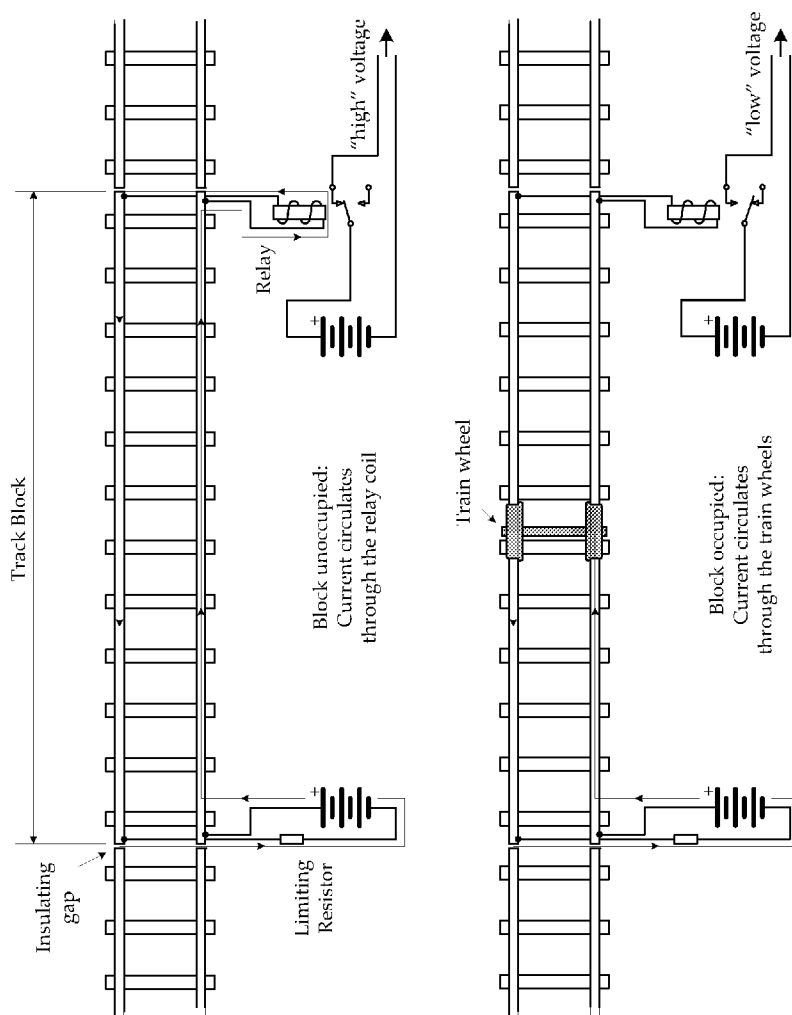 Track Block
Insulating
gap
Limiting
Resistor
+
Block unoccupied:
Current circulates
through the relay coil
Relay
+
"high" voltage
Train wheel
+
Block occupied:
Current circulates
through the train wheels
+
"low" voltage